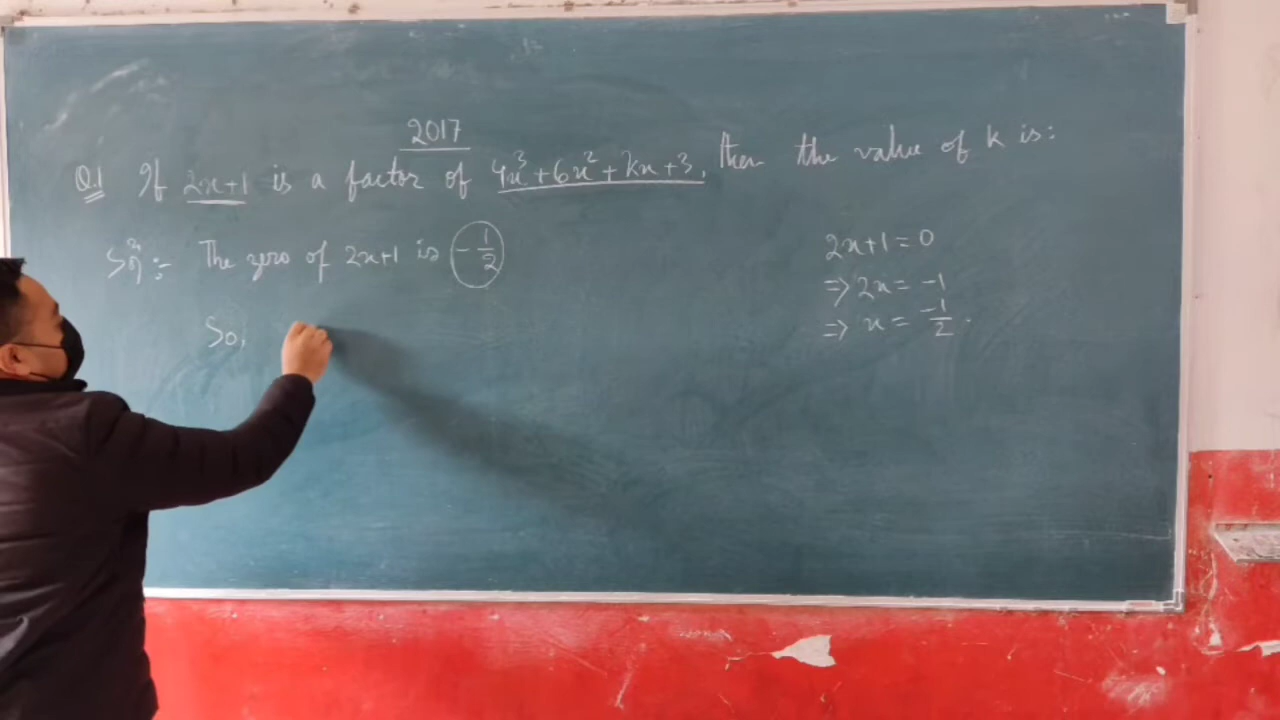 2017
Q.1 If 2x+1 is a factor of 4x³+6x²+kx+3, then the value of k is:
Solⁿ:- The zero of 2x+1 is -1/2
So,
2x+1=0
⇒ 2x = -1
⇒ x = -1/2.